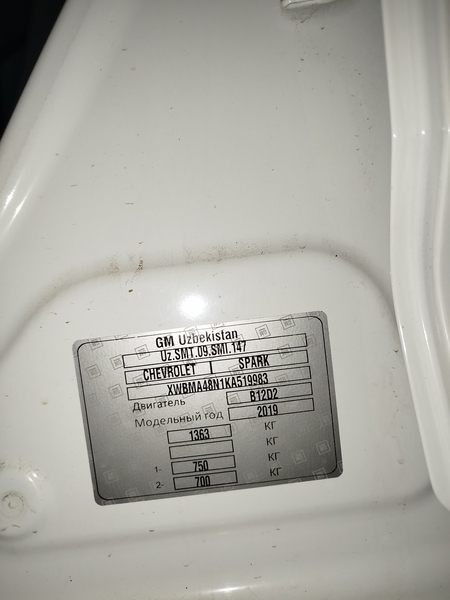 GM Uzbekistan
Uz.SMT.09.SMI.147
CHEVROLET SPARK
XWBMA48N1KA519983
Двигатель B12D2
Модельный год 2019
1363 КГ
КГ
1- 750 КГ
2- 700 КГ